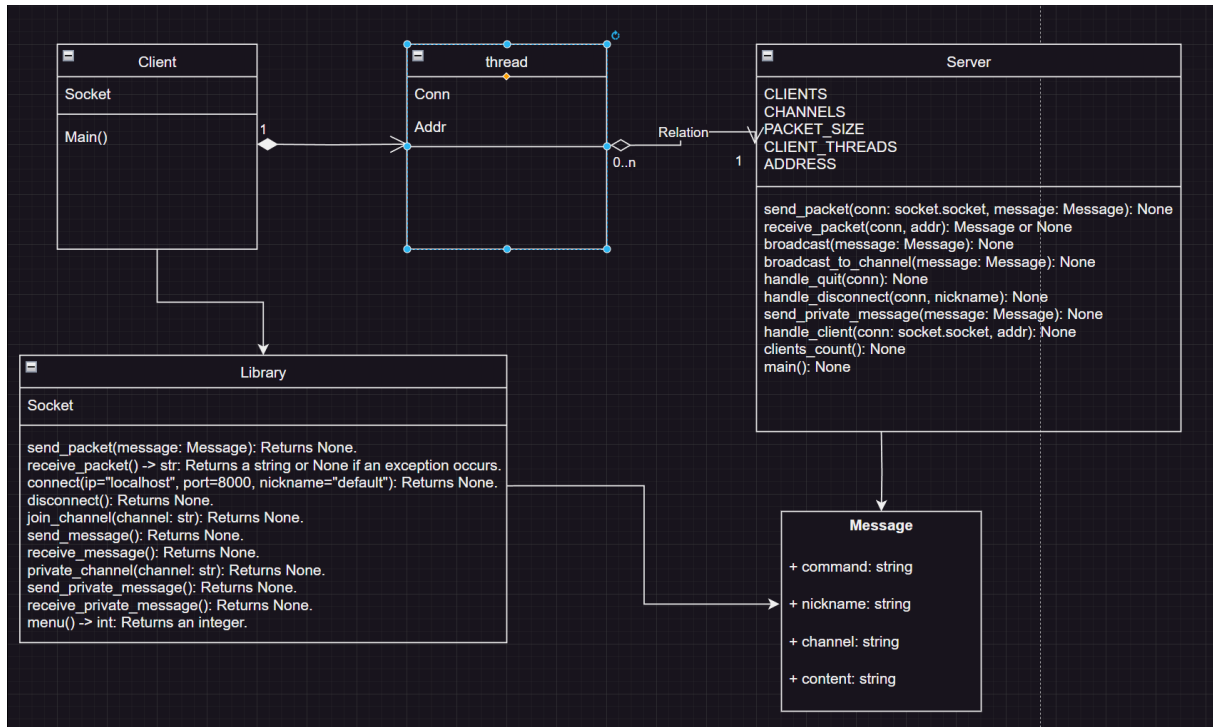 Client
Socket
Main()
1
thread
Conn
Addr
0..n
Relation
1
Server
CLIENTS
CHANNELS
PACKET_SIZE
CLIENT_THREADS
ADDRESS
send_packet(conn: socket.socket, message: Message): None
receive_packet(conn, addr): Message or None
broadcast(message: Message): None
broadcast_to_channel(message: Message): None
handle_quit(conn): None
handle_disconnect(conn, nickname): None
send_private_message(message: Message): None
handle_client(conn: socket.socket, addr): None
clients_count(): None
main(): None
Library
Socket
send_packet(message: Message): Returns None.
receive_packet() -> str: Returns a string or None if an exception occurs.
connect(ip="localhost", port=8000, nickname="default"): Returns None.
disconnect(): Returns None.
join_channel(channel: str): Returns None.
send_message(): Returns None.
receive_message(): Returns None.
private_channel(channel: str): Returns None.
send_private_message(): Returns None.
receive_private_message(): Returns None.
menu() -> int: Returns an integer.
Message
+ command: string
+ nickname: string
+ channel: string
+ content: string